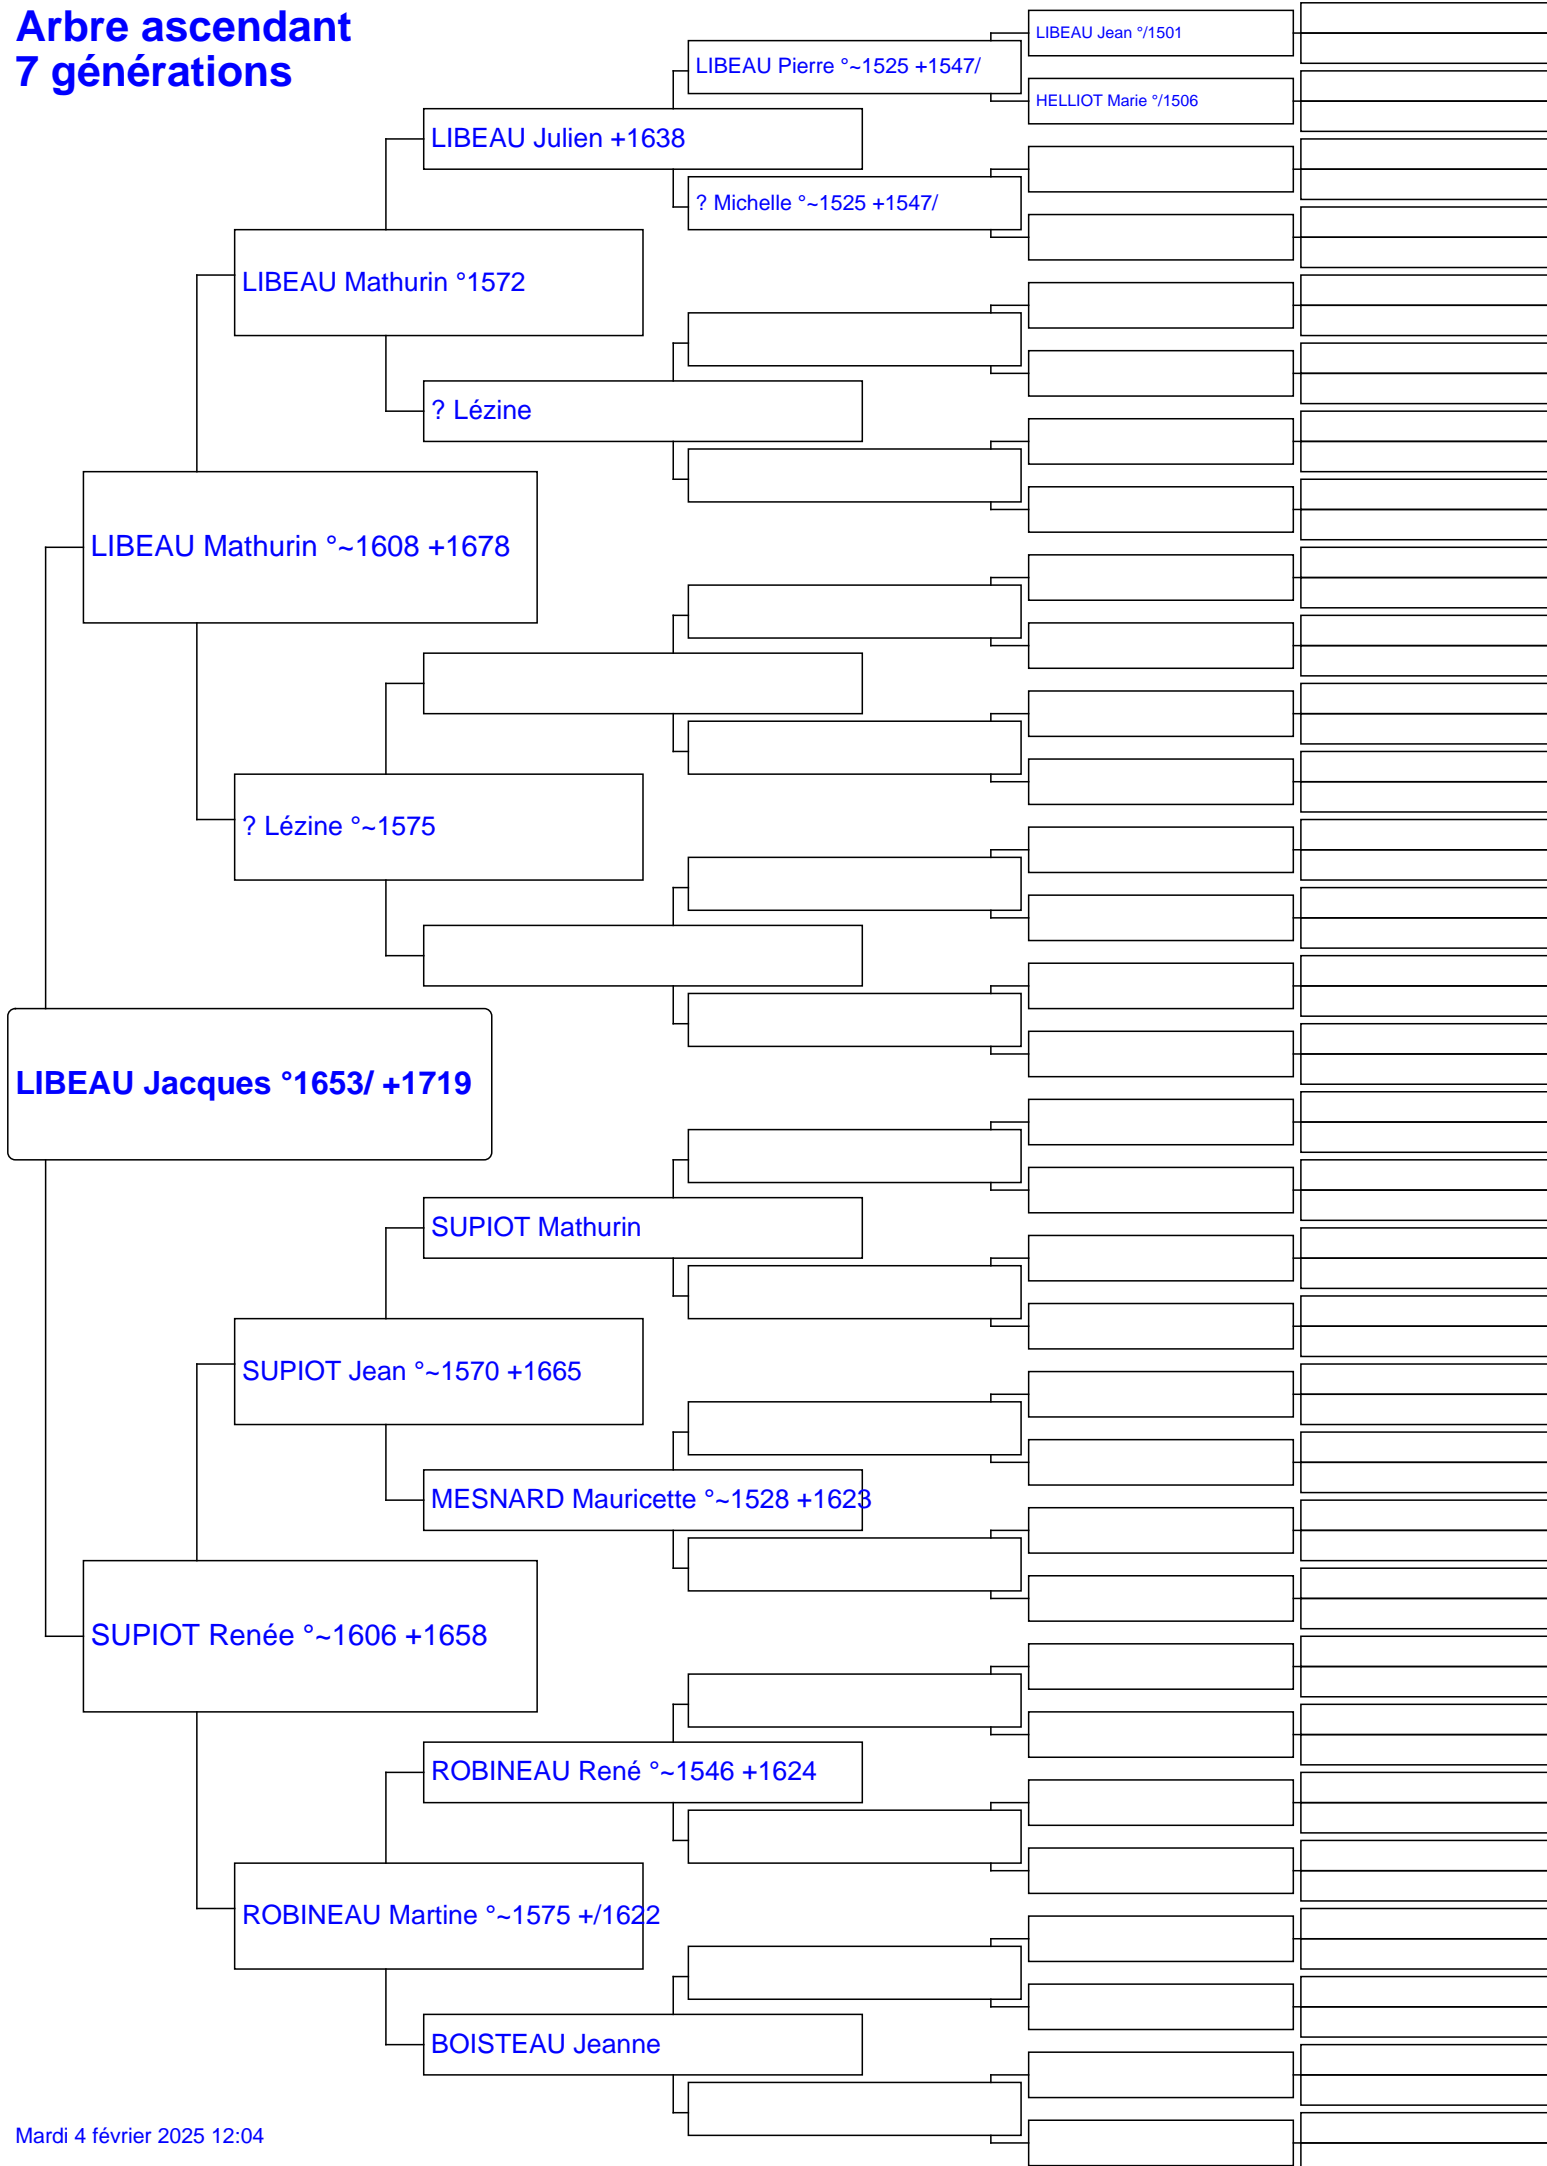 Arbre ascendant
7 générations
LIBEAU Jean °/1501
LIBEAU Pierre °~1525 +1547/
HELLIOT Marie °/1506
LIBEAU Julien +1638
? Michelle °~1525 +1547/
LIBEAU Mathurin °1572
? Lézine
LIBEAU Mathurin °~1608 +1678
? Lézine °~1575
LIBEAU Jacques °1653/ +1719
SUPIOT Mathurin
SUPIOT Jean °~1570 +1665
MESNARD Mauricette °~1528 +1623
SUPIOT Renée °~1606 +1658
ROBINEAU René °~1546 +1624
ROBINEAU Martine °~1575 +/1622
BOISTEAU Jeanne
Mardi 4 février 2025 12:04